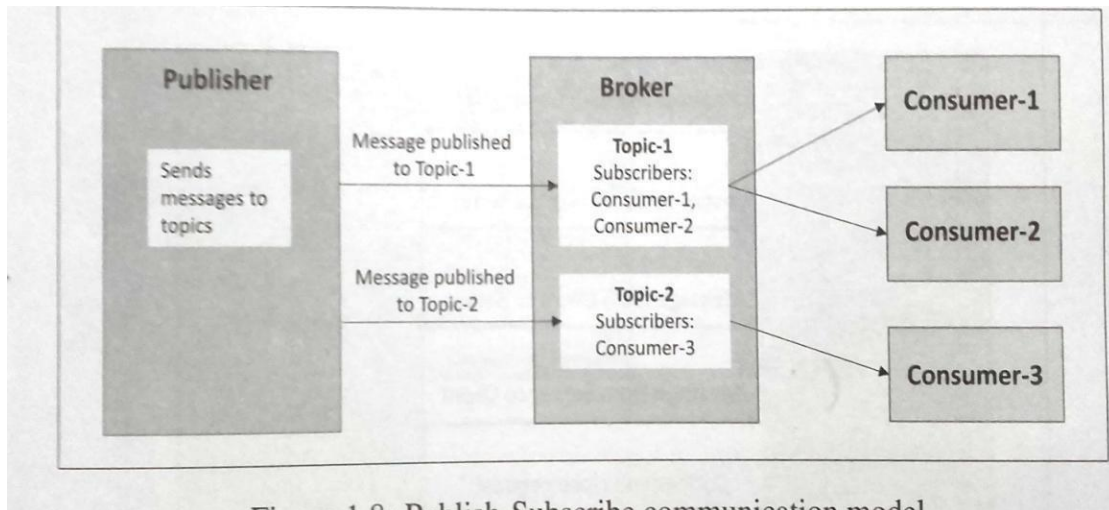 Publisher
Sends
messages to
topics
Message published
to Topic-1
Message published
to Topic-2
Broker
Topic-1
Subscribers:
Consumer-1,
Consumer-2
Topic-2
Subscribers:
Consumer-3
Consumer-1
Consumer-2
Consumer-3
Publish-Subscribe communication model